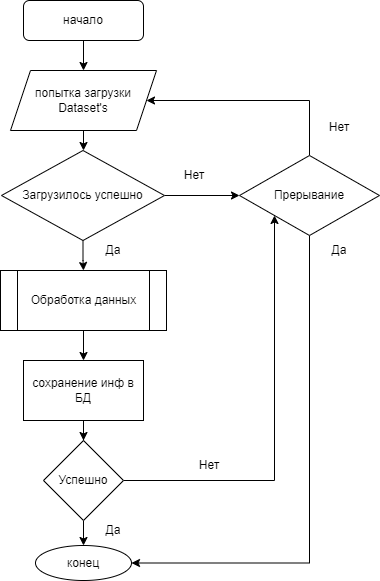 начало
попытка загрузки
Dataset's
Нет
Загрузилось успешно
Нет
Прерывание
Да
Да
Обработка данных
сохранение инф в
БД
Нет
Успешно
Да
конец